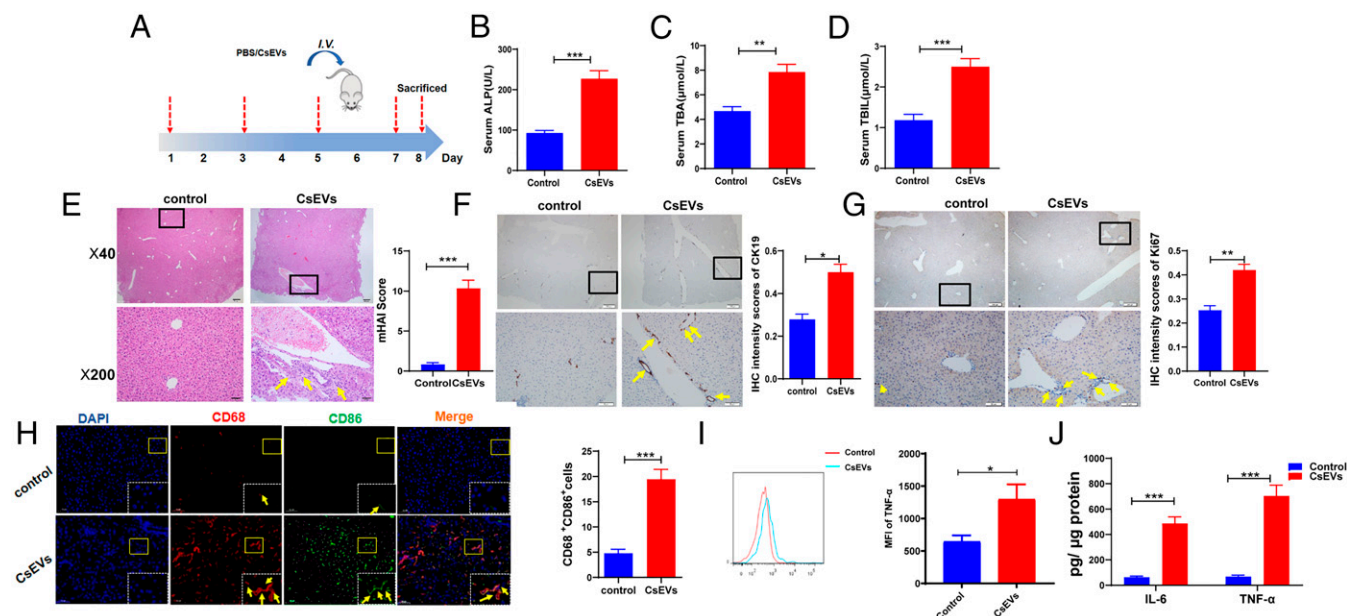 A
PBS/CsEVs
I.V.
Sacrificed
1 2 3 4 5 6 7 8 Day
B
Serum ALP(U/L)
300
200
100
0
***
Control
CsEVs
C
Serum TBA(μmol/L)
10
8
6
4
2
0
**
Control
CsEVs
D
Serum TBIL(μmol/L)
3
2
1
0
***
Control
CsEVs
E
control
CsEVs
X40
X200
mHAI Score
15
10
5
0
***
Control
CsEVs
F
control
CsEVs
IHC intensity scores of CK19
0.6
0.4
0.2
0.0
*
control
CsEVs
G
control
CsEVs
IHC intensity scores of Ki67
0.6
0.4
0.2
0.0
**
control
CsEVs
H
DAPI
CD68
CD86
Merge
control
CsEVs
CD68 +CD86+cells
25
20
15
10
5
0
***
control
CsEVs
I
Control
CsEVs
0 10² 10³ 10⁴ 10⁵
MFI of TNF-α
2000
1500
1000
500
0
*
Control
CsEVs
J
Control
CsEVs
pg/ μg protein
1000
800
600
400
200
0
***
***
IL-6
TNF-α